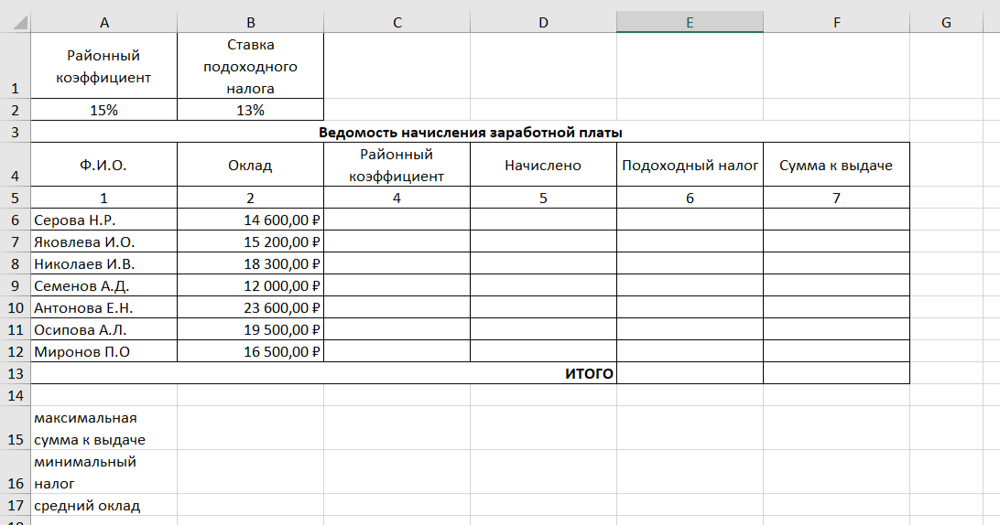 A B C D E F G
Районный
коэффициент
Ставка
подоходного
налога
1
2 15% 13%
3 Ведомость начисления заработной платы
4 Ф.И.О. Оклад Районный
коэффициент Начислено Подоходный налог Сумма к выдаче
5 1 2 4 5 6 7
6 Серова Н.Р. 14 600,00 ₽
7 Яковлева И.О. 15 200,00 ₽
8 Николаев И.В. 18 300,00 ₽
9 Семенов А.Д. 12 000,00 ₽
10 Антонова Е.Н. 23 600,00 ₽
11 Осипова А.Л. 19 500,00 ₽
12 Миронов П.О 16 500,00 ₽
13 ИТОГО
14
максимальная
15 сумма к выдаче
минимальный
16 налог
17 средний оклад